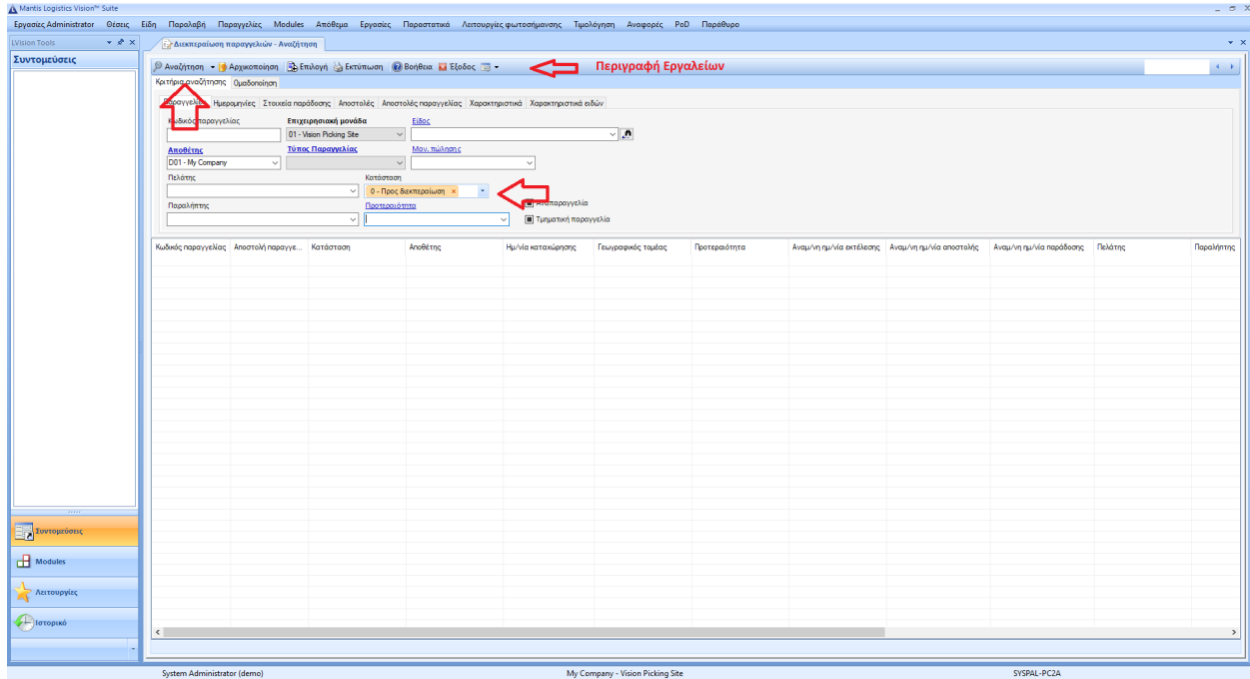 Mantis Logistics Vision™ Suite
Εργασίες Administrator Θέσεις Είδη Παραλαβή Παραγγελίες Modules Απόθεμα Εργασίες Παραστατικά Λειτουργίες φωτοσήμανσης Τιμολόγηση Αναφορές PoD Παράθυρο
LVision Tools
Διεκπεραίωση παραγγελιών - Αναζήτηση
Συντομεύσεις
Αναζήτηση Αρχικοποίηση Επιλογή Εκτύπωση Βοήθεια Έξοδος Περιγραφή Εργαλείων
Κριτήρια αναζήτησης Ομαδοποίηση
Παραγγελίες Ημερομηνίες Στοιχεία παράδοσης Αποστολές Αποστολές παραγγελίας Χαρακτηριστικά Χαρακτηριστικά ειδών
Κωδικός παραγγελίας Επιχειρησιακή μονάδα Είδος
01 - Vision Picking Site
Αποθέτης Τύπος Παραγγελίας Μον. πώλησης
D01 - My Company
Πελάτης Κατάσταση
0 - Προς διεκπεραίωση ×
Παραλήπτης Προτεραιότητα Αναπαραγγελία
Τμηματική παραγγελία
Κωδικός παραγγελίας Αποστολή παραγγε... Κατάσταση Αποθέτης Ημ/νία καταχώρησης Γεωγραφικός τομέας Προτεραιότητα Αναμ/νη ημ/νία εκτέλεσης Αναμ/νη ημ/νία αποστολής Αναμ/νη ημ/νία παράδοσης Πελάτης Παραλήπτης
Συντομεύσεις
Modules
Λειτουργίες
Ιστορικό
System Administrator (demo) My Company - Vision Picking Site SYSPAL-PC2A